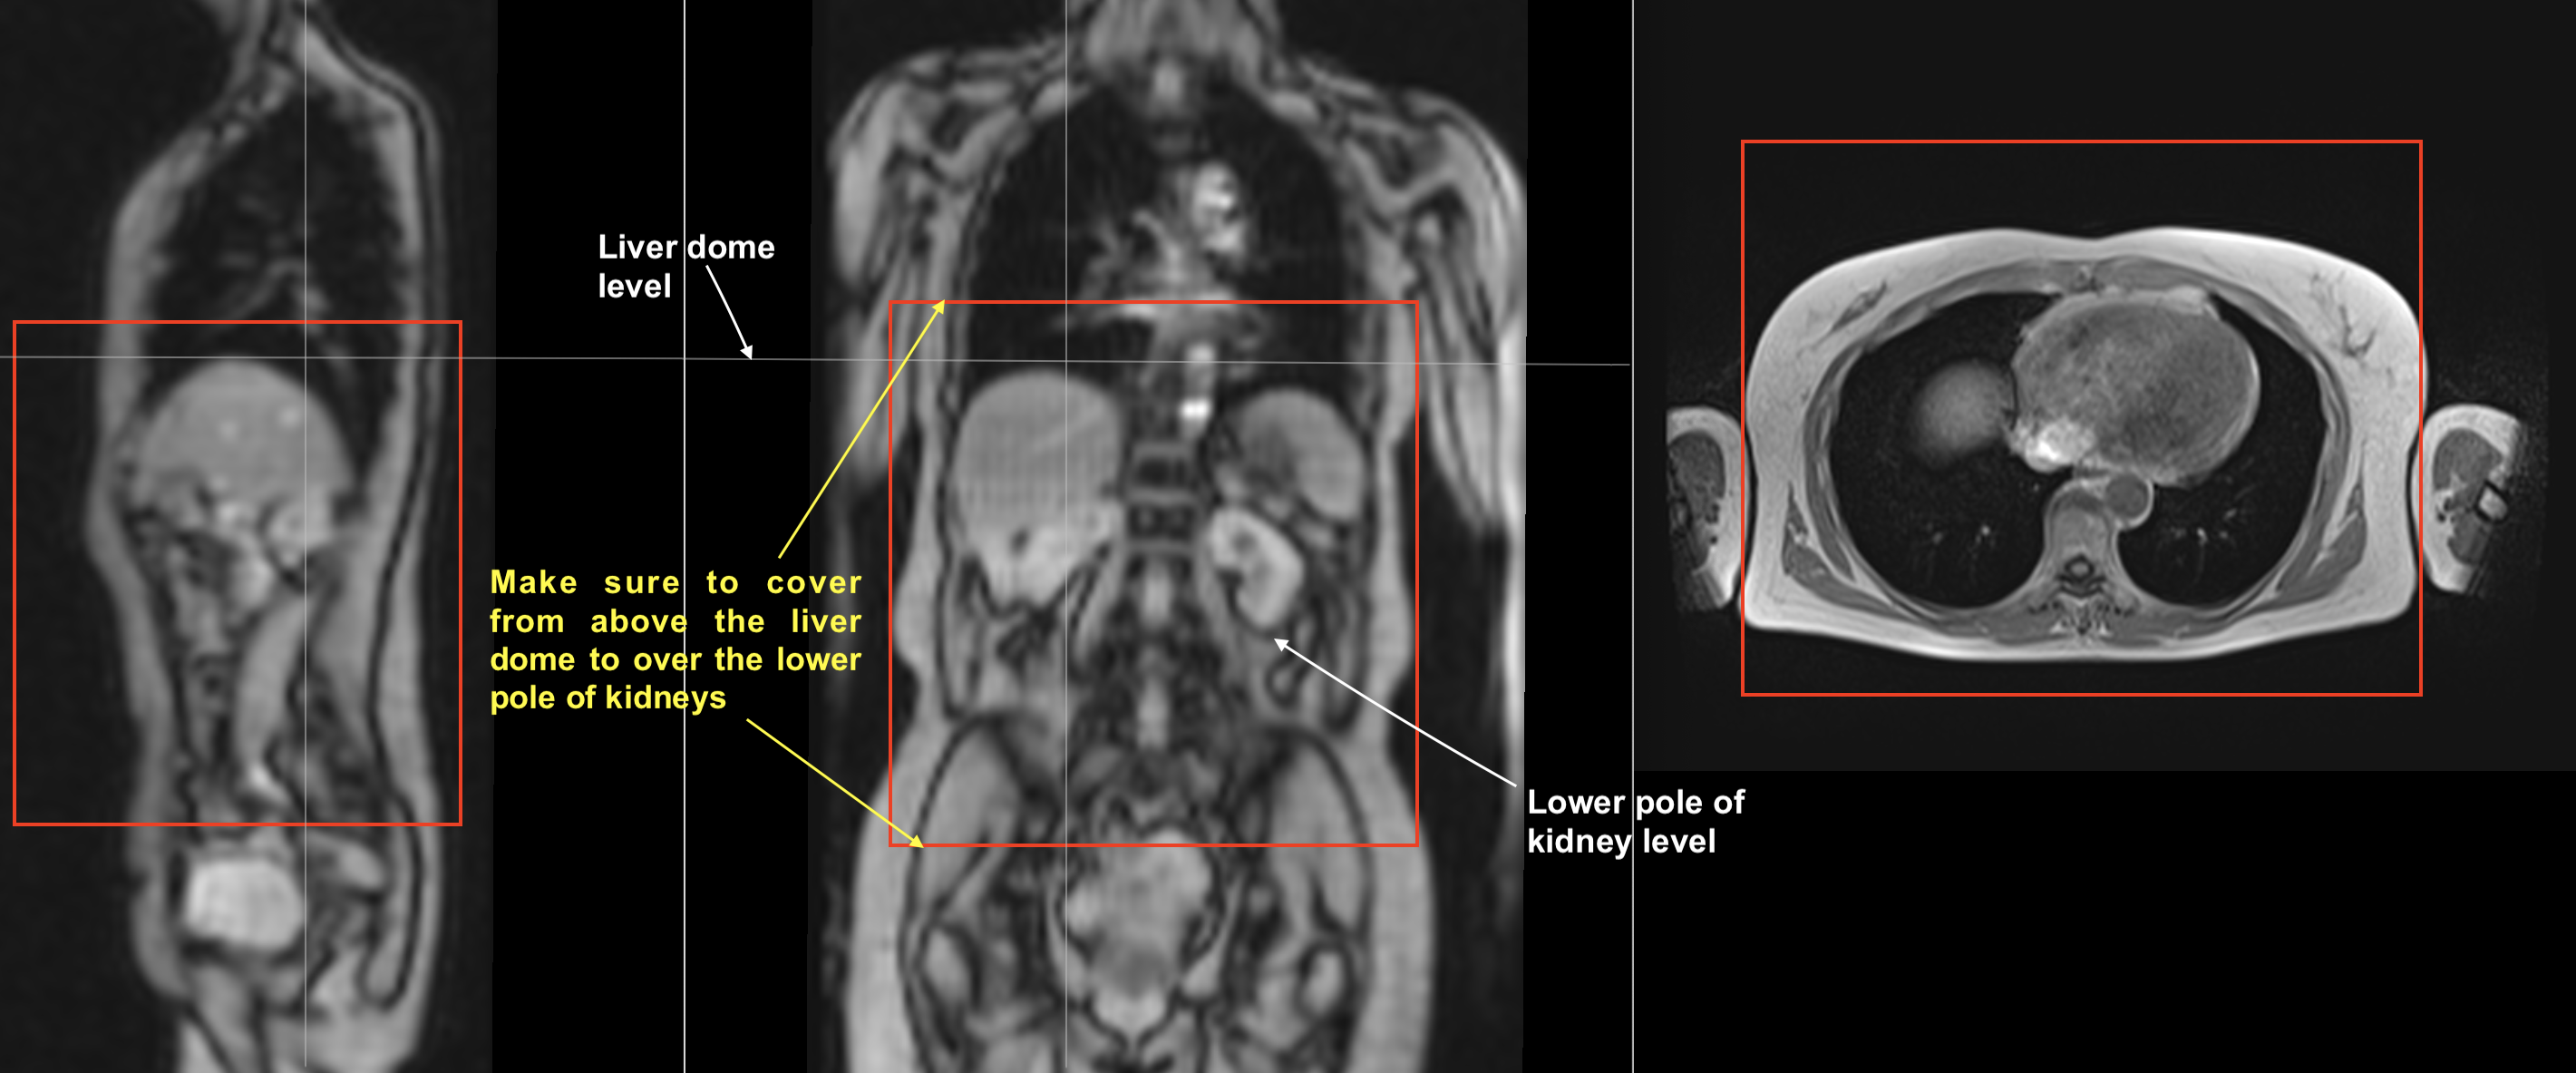 Liver dome
level
Make sure to cover
from above the liver
dome to over the lower
pole of kidneys
Lower pole of
kidney level